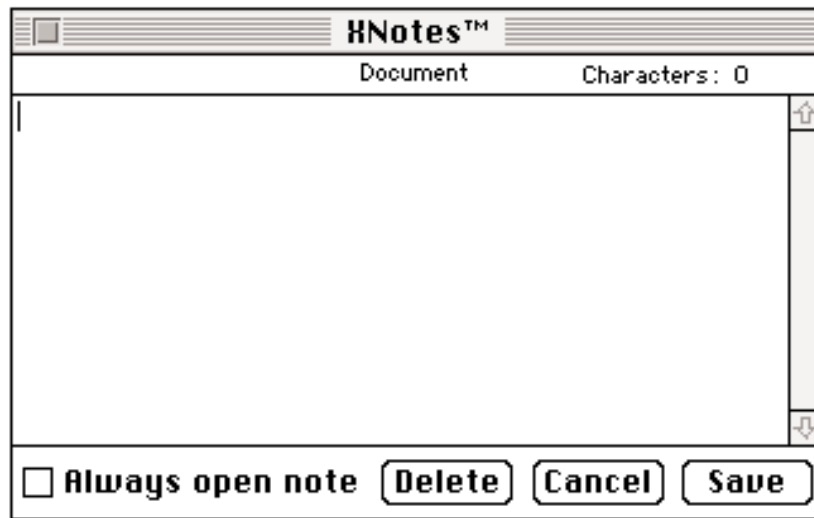 XNotes™
Document Characters: 0
Always open note Delete Cancel Save